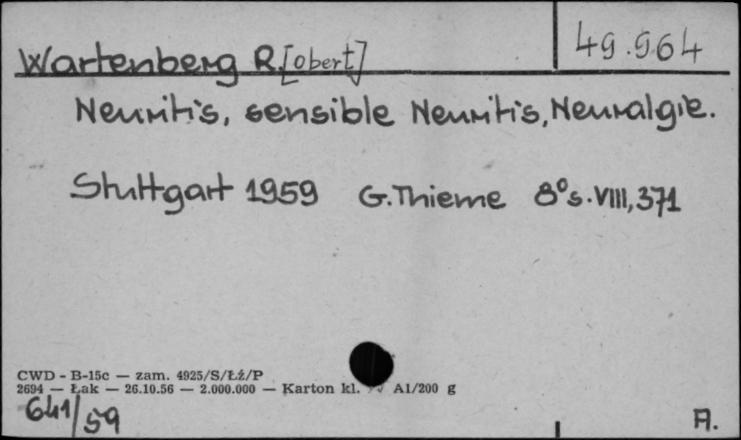 49.964
Wartenberg R.[obert]
Neuritis, sensible Neuritis, Neuralgie.
Stuttgart 1959 G. Thieme 8° s. VIII, 371
CWD - B-15c — zam. 4925/S/Łź/P
2694 — Łak — 26.10.56 — 2.000.000 — Karton kl. A1/200 g
641/59
A.